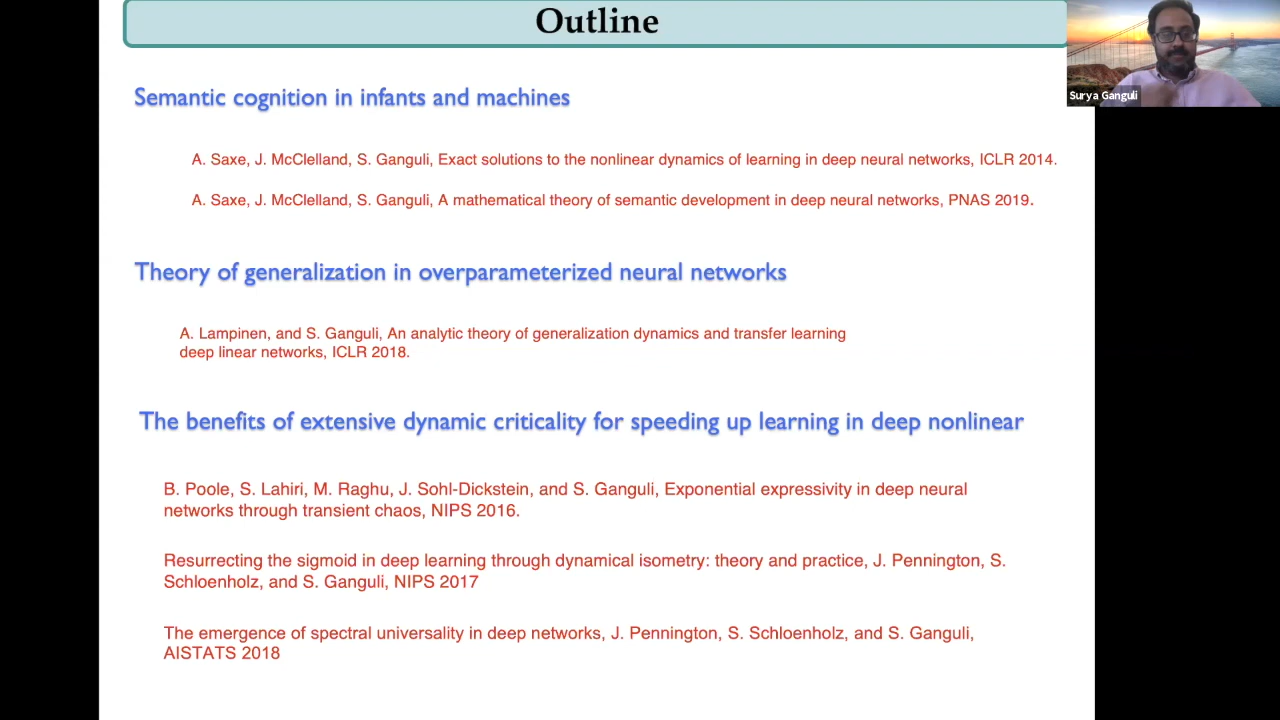 Outline
Surya Ganguli
Semantic cognition in infants and machines
A. Saxe, J. McClelland, S. Ganguli, Exact solutions to the nonlinear dynamics of learning in deep neural networks, ICLR 2014.
A. Saxe, J. McClelland, S. Ganguli, A mathematical theory of semantic development in deep neural networks, PNAS 2019.
Theory of generalization in overparameterized neural networks
A. Lampinen, and S. Ganguli, An analytic theory of generalization dynamics and transfer learning
deep linear networks, ICLR 2018.
The benefits of extensive dynamic criticality for speeding up learning in deep nonlinear
B. Poole, S. Lahiri, M. Raghu, J. Sohl-Dickstein, and S. Ganguli, Exponential expressivity in deep neural
networks through transient chaos, NIPS 2016.
Resurrecting the sigmoid in deep learning through dynamical isometry: theory and practice, J. Pennington, S.
Schloenholz, and S. Ganguli, NIPS 2017
The emergence of spectral universality in deep networks, J. Pennington, S. Schloenholz, and S. Ganguli,
AISTATS 2018